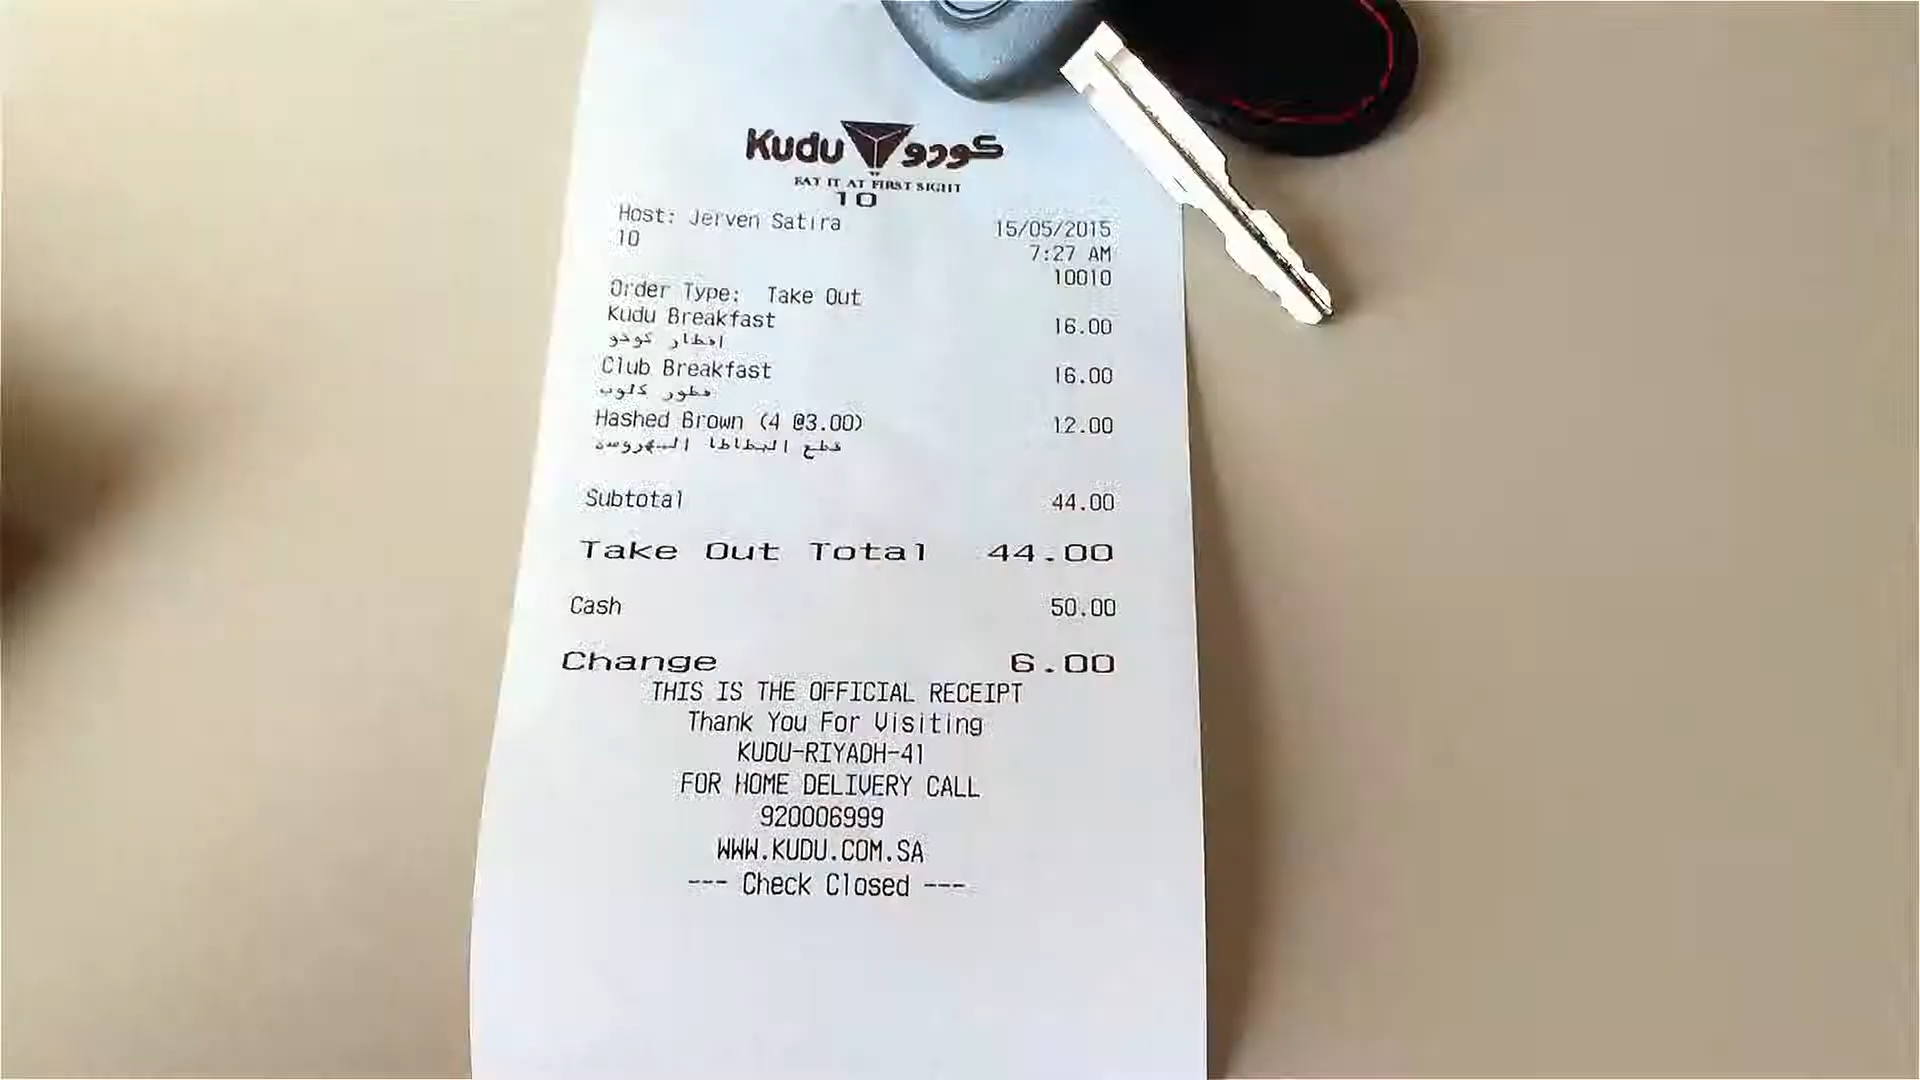 Kudu كودو
EAT IT AT FIRST SIGHT
10
Host: Jerven Satira 15/05/2015
10 7:27 AM
10010
Order Type: Take Out
Kudu Breakfast 16.00
افطار كودو
Club Breakfast 16.00
فطور كلوب
Hashed Brown (4 @3.00) 12.00
قطع البطاطا المهروسة
Subtotal 44.00
Take Out Total 44.00
Cash 50.00
Change 6.00
THIS IS THE OFFICIAL RECEIPT
Thank You For Visiting
KUDU-RIYADH-41
FOR HOME DELIVERY CALL
920006999
WWW.KUDU.COM.SA
--- Check Closed ---